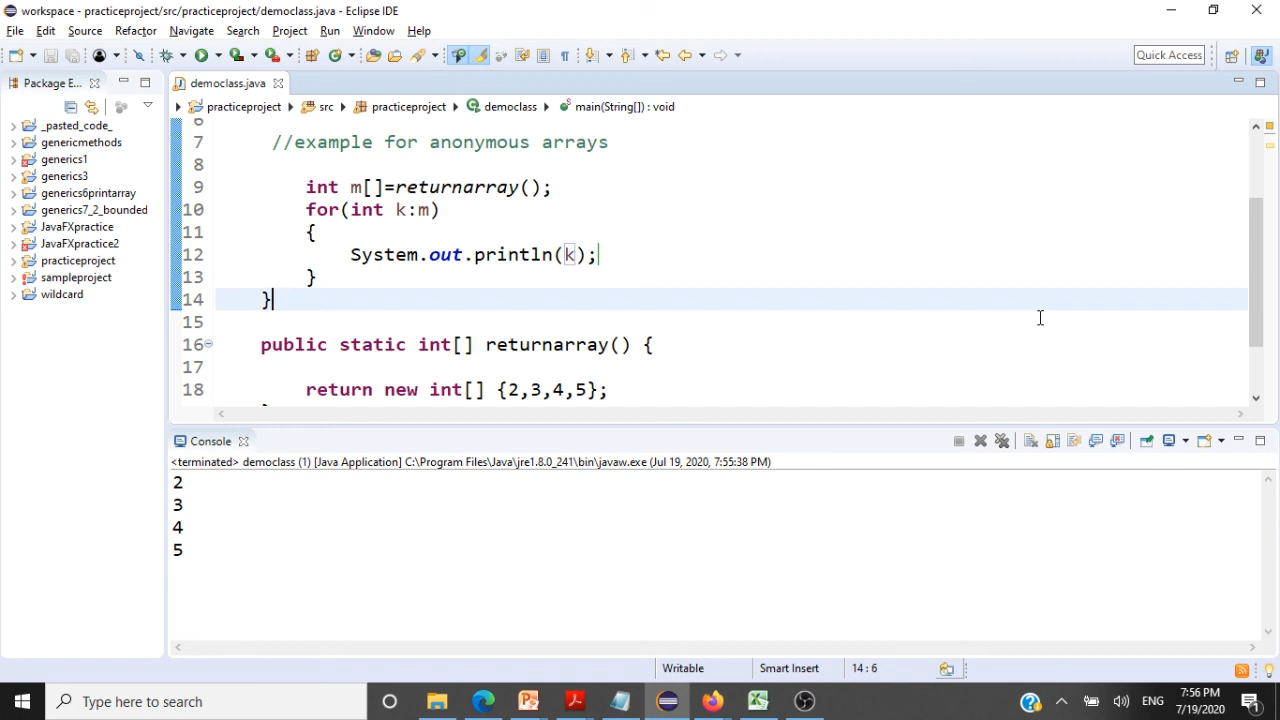 workspace - practiceproject/src/practiceproject/democlass.java - Eclipse IDE
File Edit Source Refactor Navigate Search Project Run Window Help
Quick Access
Package E...
democlass.java
practiceproject src practiceproject democlass main(String[]) : void
_pasted_code_
genericmethods
generics1
generics3
generics6printarray
generics7_2_bounded
JavaFXpractice
JavaFXpractice2
practiceproject
sampleproject
wildcard
6
7 //example for anonymous arrays
8
9 int m[]=returnarray();
10 for(int k:m)
11 {
12 System.out.println(k);
13 }
14 }
15
16 public static int[] returnarray() {
17
18 return new int[] {2,3,4,5};
Console
<terminated> democlass (1) [Java Application] C:\Program Files\Java\jre1.8.0_241\bin\javaw.exe (Jul 19, 2020, 7:55:38 PM)
2
3
4
5
Writable Smart Insert 14 : 6
Type here to search
ENG
7:56 PM
7/19/2020
1